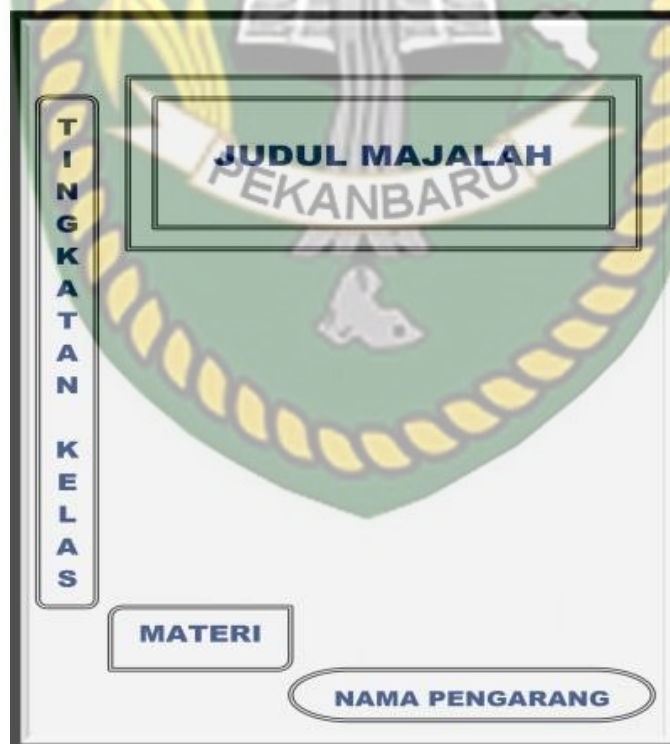 TINGKATAN KELAS
JUDUL MAJALAH
PEKANBARU
MATERI
NAMA PENGARANG